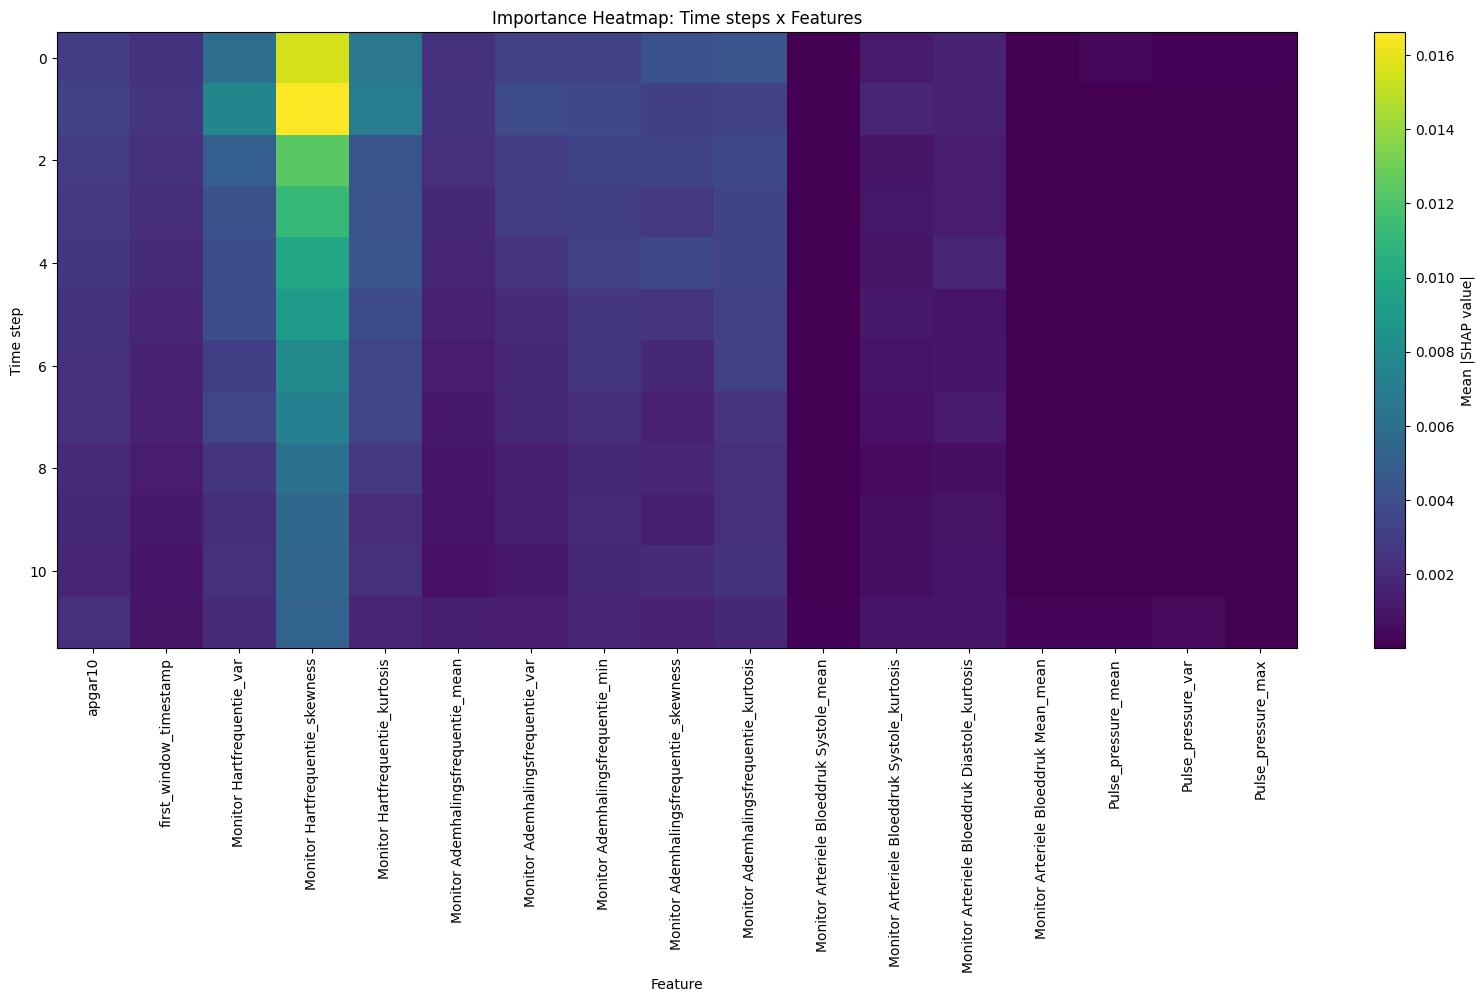 Importance Heatmap: Time steps x Features
0
2
4
6
8
10
Time step
apgar10
first_window_timestamp
Monitor Hartfrequentie_var
Monitor Hartfrequentie_skewness
Monitor Hartfrequentie_kurtosis
Monitor Ademhalingsfrequentie_mean
Monitor Ademhalingsfrequentie_var
Monitor Ademhalingsfrequentie_min
Monitor Ademhalingsfrequentie_skewness
Monitor Ademhalingsfrequentie_kurtosis
Monitor Arteriele Bloeddruk Systole_mean
Monitor Arteriele Bloeddruk Systole_kurtosis
Monitor Arteriele Bloeddruk Diastole_kurtosis
Monitor Arteriele Bloeddruk Mean_mean
Pulse_pressure_mean
Pulse_pressure_var
Pulse_pressure_max
Feature
0.016
0.014
0.012
0.010
0.008
0.006
0.004
0.002
Mean |SHAP value|